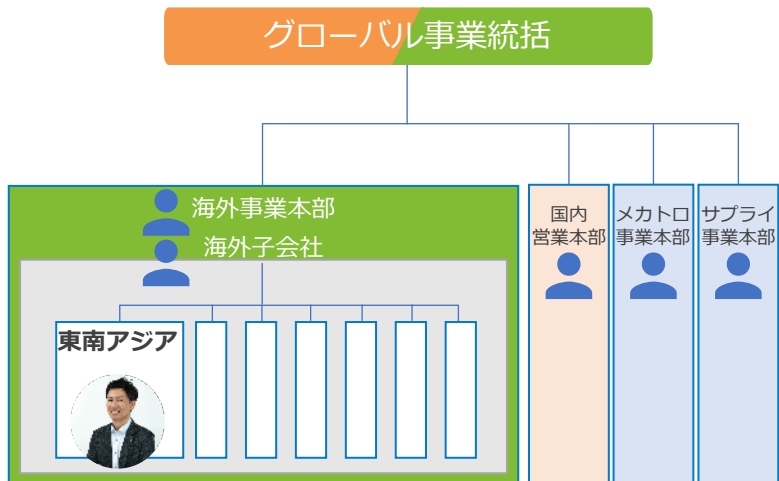 グローバル事業統括
海外事業本部
海外子会社
東南アジア
国内
営業本部
メカトロ
事業本部
サプライ
事業本部